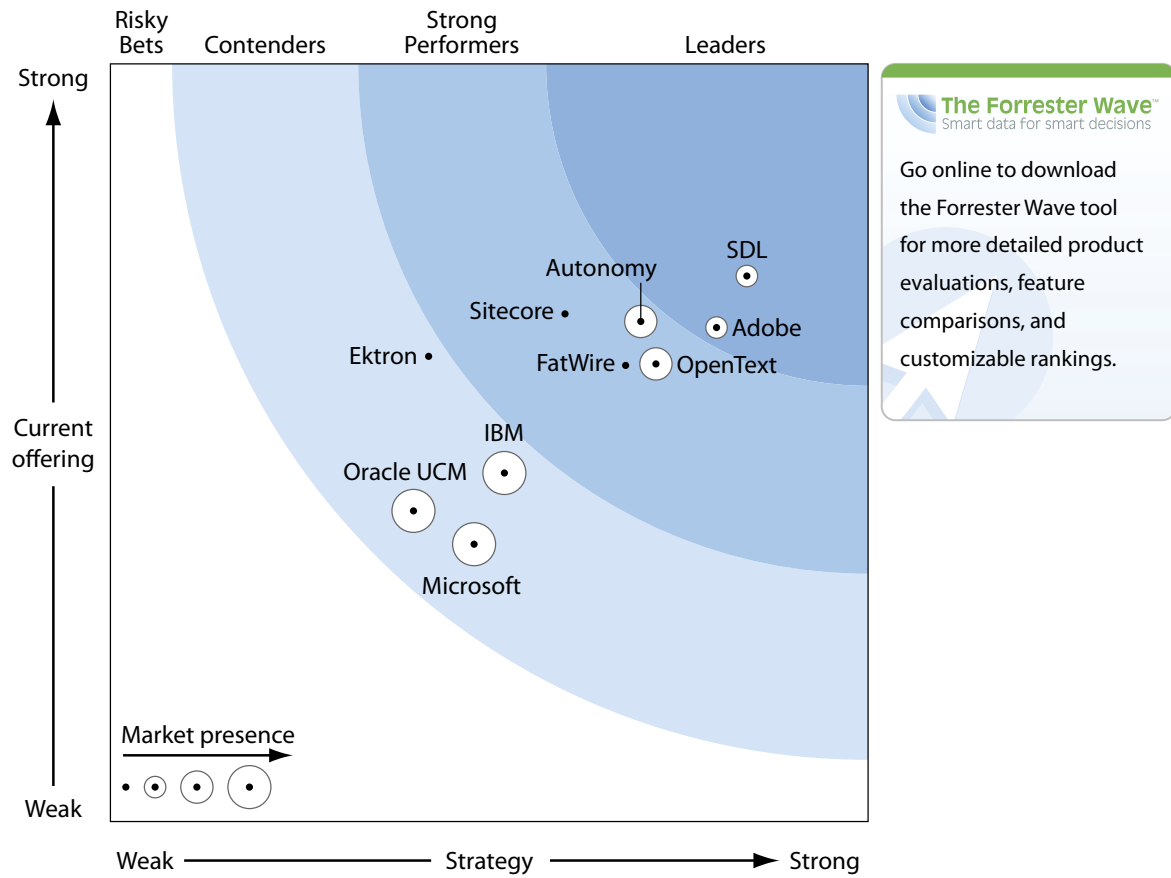 Risky
Bets
Contenders
Strong
Performers
Leaders
Strong
The Forrester Wave™
Smart data for smart decisions
Go online to download
the Forrester Wave tool
for more detailed product
evaluations, feature
comparisons, and
customizable rankings.
SDL
Autonomy
Sitecore
Adobe
Ektron
FatWire
OpenText
Current
offering
IBM
Oracle UCM
Microsoft
Market presence
Weak
Weak
Strategy
Strong